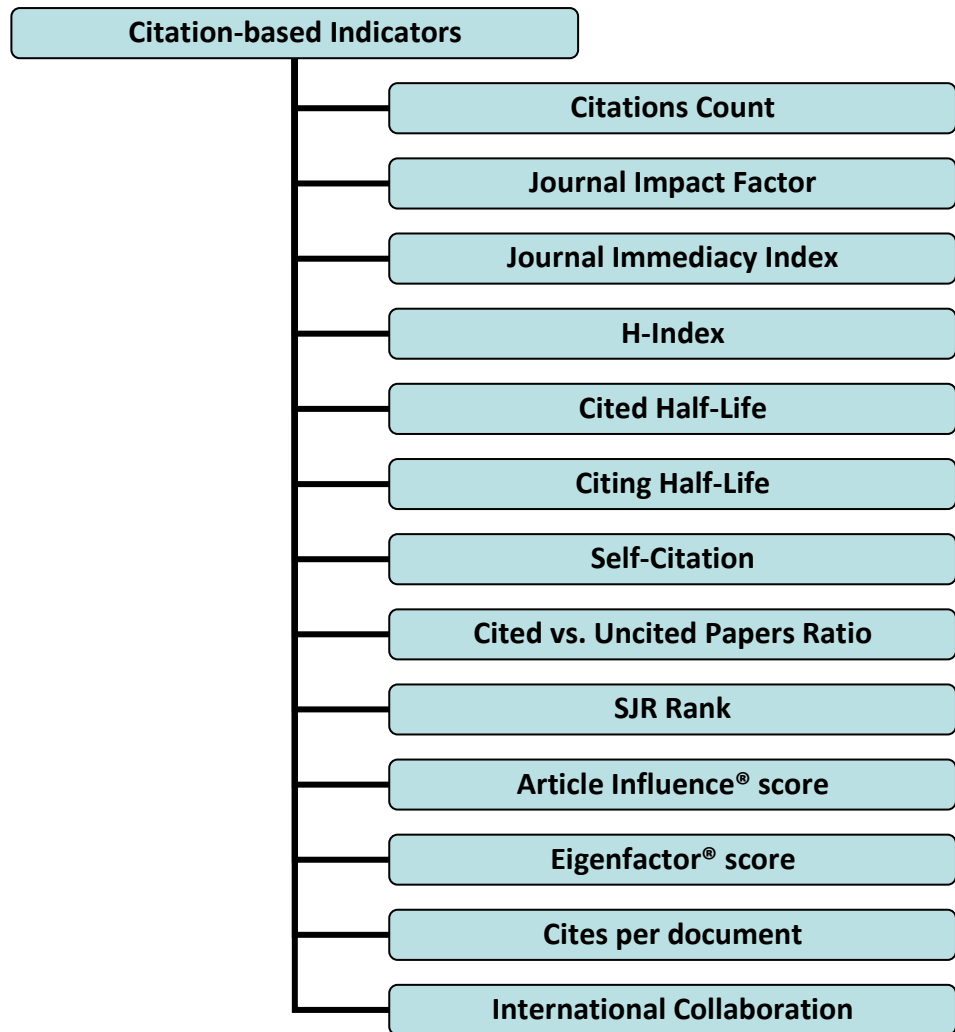 Citation-based Indicators
Citations Count
Journal Impact Factor
Journal Immediacy Index
H-Index
Cited Half-Life
Citing Half-Life
Self-Citation
Cited vs. Uncited Papers Ratio
SJR Rank
Article Influence® score
Eigenfactor® score
Cites per document
International Collaboration